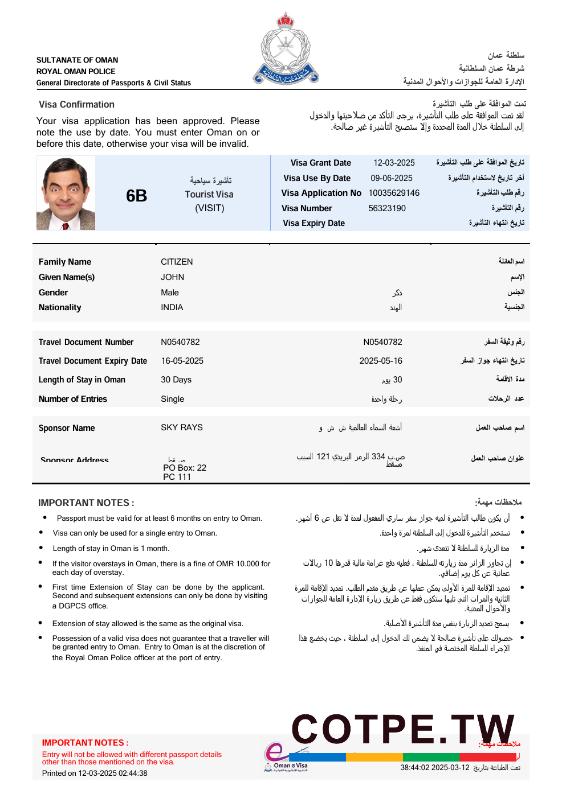 SULTANATE OF OMAN
ROYAL OMAN POLICE
General Directorate of Passports & Civil Status
سلطنة عمان
شرطة عمان السلطانية
الإدارة العامة للجوازات والأحوال المدنية
Visa Confirmation
Your visa application has been approved. Please
note the use by date. You must enter Oman on or
before this date, otherwise your visa will be invalid.
تمت الموافقة على طلب التأشيرة
لقد تمت الموافقة على طلب التأشيرة، يرجى التأكد من صلاحيتها والدخول
إلى السلطنة خلال المدة المحددة وإلا ستصبح التأشيرة غير صالحة.
6B
تأشيرة سياحية
Tourist Visa
(VISIT)
Visa Grant Date 12-03-2025 تاريخ الموافقة على طلب التأشيرة
Visa Use By Date 09-06-2025 آخر تاريخ لاستخدام التأشيرة
Visa Application No 10035629146 رقم طلب التأشيرة
Visa Number 56323190 رقم التأشيرة
Visa Expiry Date تاريخ انتهاء التأشيرة
Family Name CITIZEN اسم العائلة
Given Name(s) JOHN الإسم
Gender Male ذكر الجنس
Nationality INDIA الهند الجنسية
Travel Document Number N0540782 N0540782 رقم وثيقة السفر
Travel Document Expiry Date 16-05-2025 2025-05-16 تاريخ انتهاء جواز السفر
Length of Stay in Oman 30 Days 30 يوم مدة الاقامة
Number of Entries Single رحلة واحدة عدد الرحلات
Sponsor Name SKY RAYS أشعة السماء العالمية ش ش و اسم صاحب العمل
Sponsor Address ص.ب 334 الرمز البريدي 121 السيب عنوان صاحب العمل
مسقط
PO Box: 22
PC 111
IMPORTANT NOTES :
• Passport must be valid for at least 6 months on entry to Oman.
• Visa can only be used for a single entry to Oman.
• Length of stay in Oman is 1 month.
• If the visitor overstays in Oman, there is a fine of OMR 10.000 for
each day of overstay.
• First time Extension of Stay can be done by the applicant.
Second and subsequent extensions can only be done by visiting
a DGPCS office.
• Extension of stay allowed is the same as the original visa.
• Possession of a valid visa does not guarantee that a traveller will
be granted entry to Oman. Entry to Oman is at the discretion of
the Royal Oman Police officer at the port of entry.
ملاحظات مهمة:
• أن يكون طالب التأشيرة لديه جواز سفر ساري المفعول لمدة لا تقل عن 6 أشهر.
• تستخدم التأشيرة للدخول إلى السلطنة لمرة واحدة.
• مدة الزيارة للسلطنة لا تتعدى شهر.
• إن تجاوز الزائر مدة زيارته للسلطنة ، فعليه دفع غرامة مالية قدرها 10 ريالات
عمانية عن كل يوم إضافي.
• تمديد الإقامة للمرة الأولى يمكن عملها عن طريق مقدم الطلب. تمديد الإقامة للمرة
الثانية والمرات التي تليها ستكون فقط عن طريق زيارة الإدارة العامة للجوازات
والأحوال المدنية.
• يسمح تمديد الزيارة بنفس مدة التأشيرة الأصلية.
• حصولك على تأشيرة صالحة لا يضمن لك الدخول إلى السلطنة ، حيث يخضع هذا
الإجراء للسلطة المختصة في المنفذ.
COTPE.TW
IMPORTANT NOTES :
Entry will not be allowed with different passport details
other than those mentioned on the visa.
Printed on 12-03-2025 02:44:38
Oman e Visa
ملاحظات مهمة:
تمت الطباعة بتاريخ 2025-03-12 38:44:02